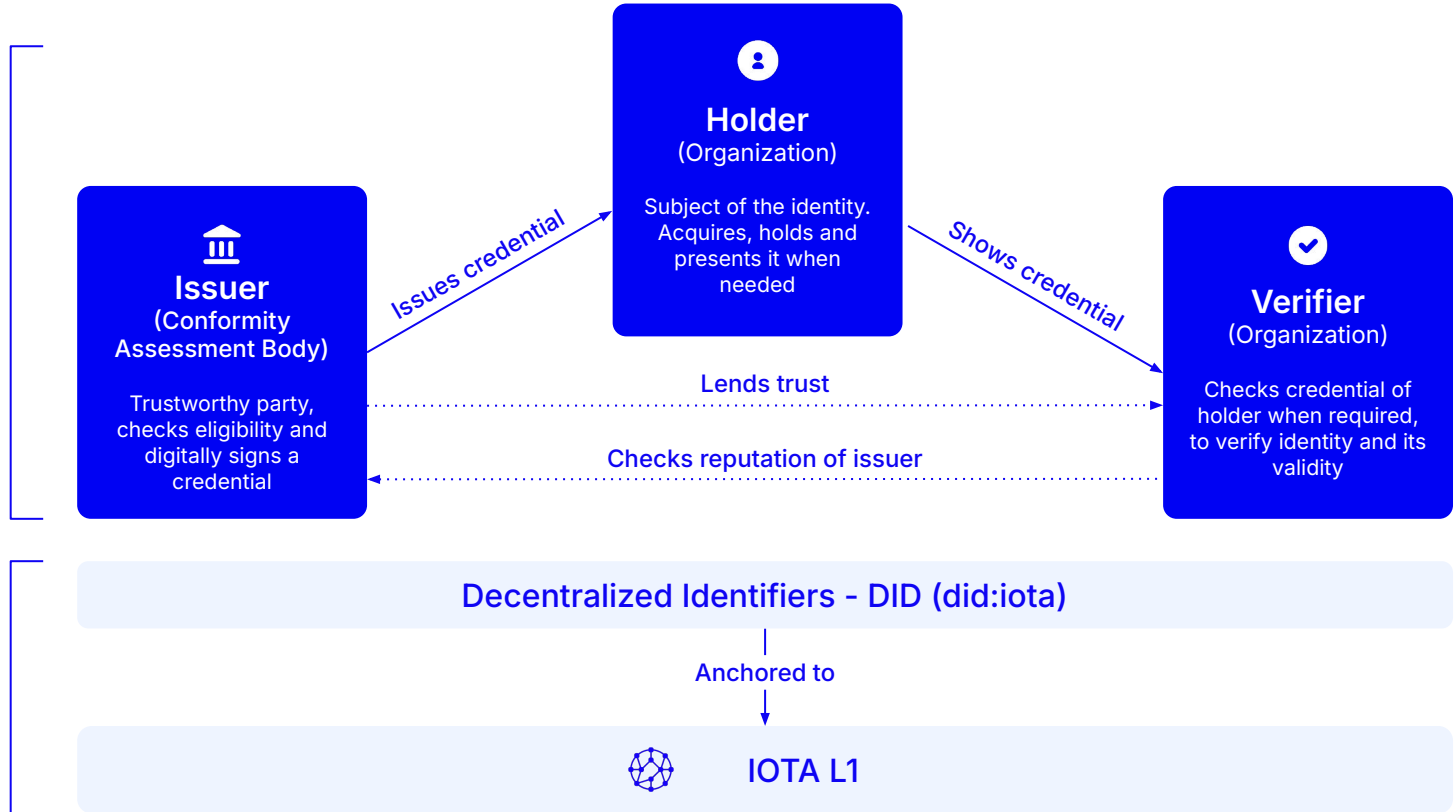 Holder
(Organization)
Subject of the identity.
Acquires, holds and
presents it when
needed
Issuer
(Conformity
Assessment Body)
Trustworthy party,
checks eligibility and
digitally signs a
credential
Issues credential
Shows credential
Verifier
(Organization)
Checks credential of
holder when required,
to verify identity and its
validity
Lends trust
Checks reputation of issuer
Decentralized Identifiers - DID (did:iota)
Anchored to
IOTA L1